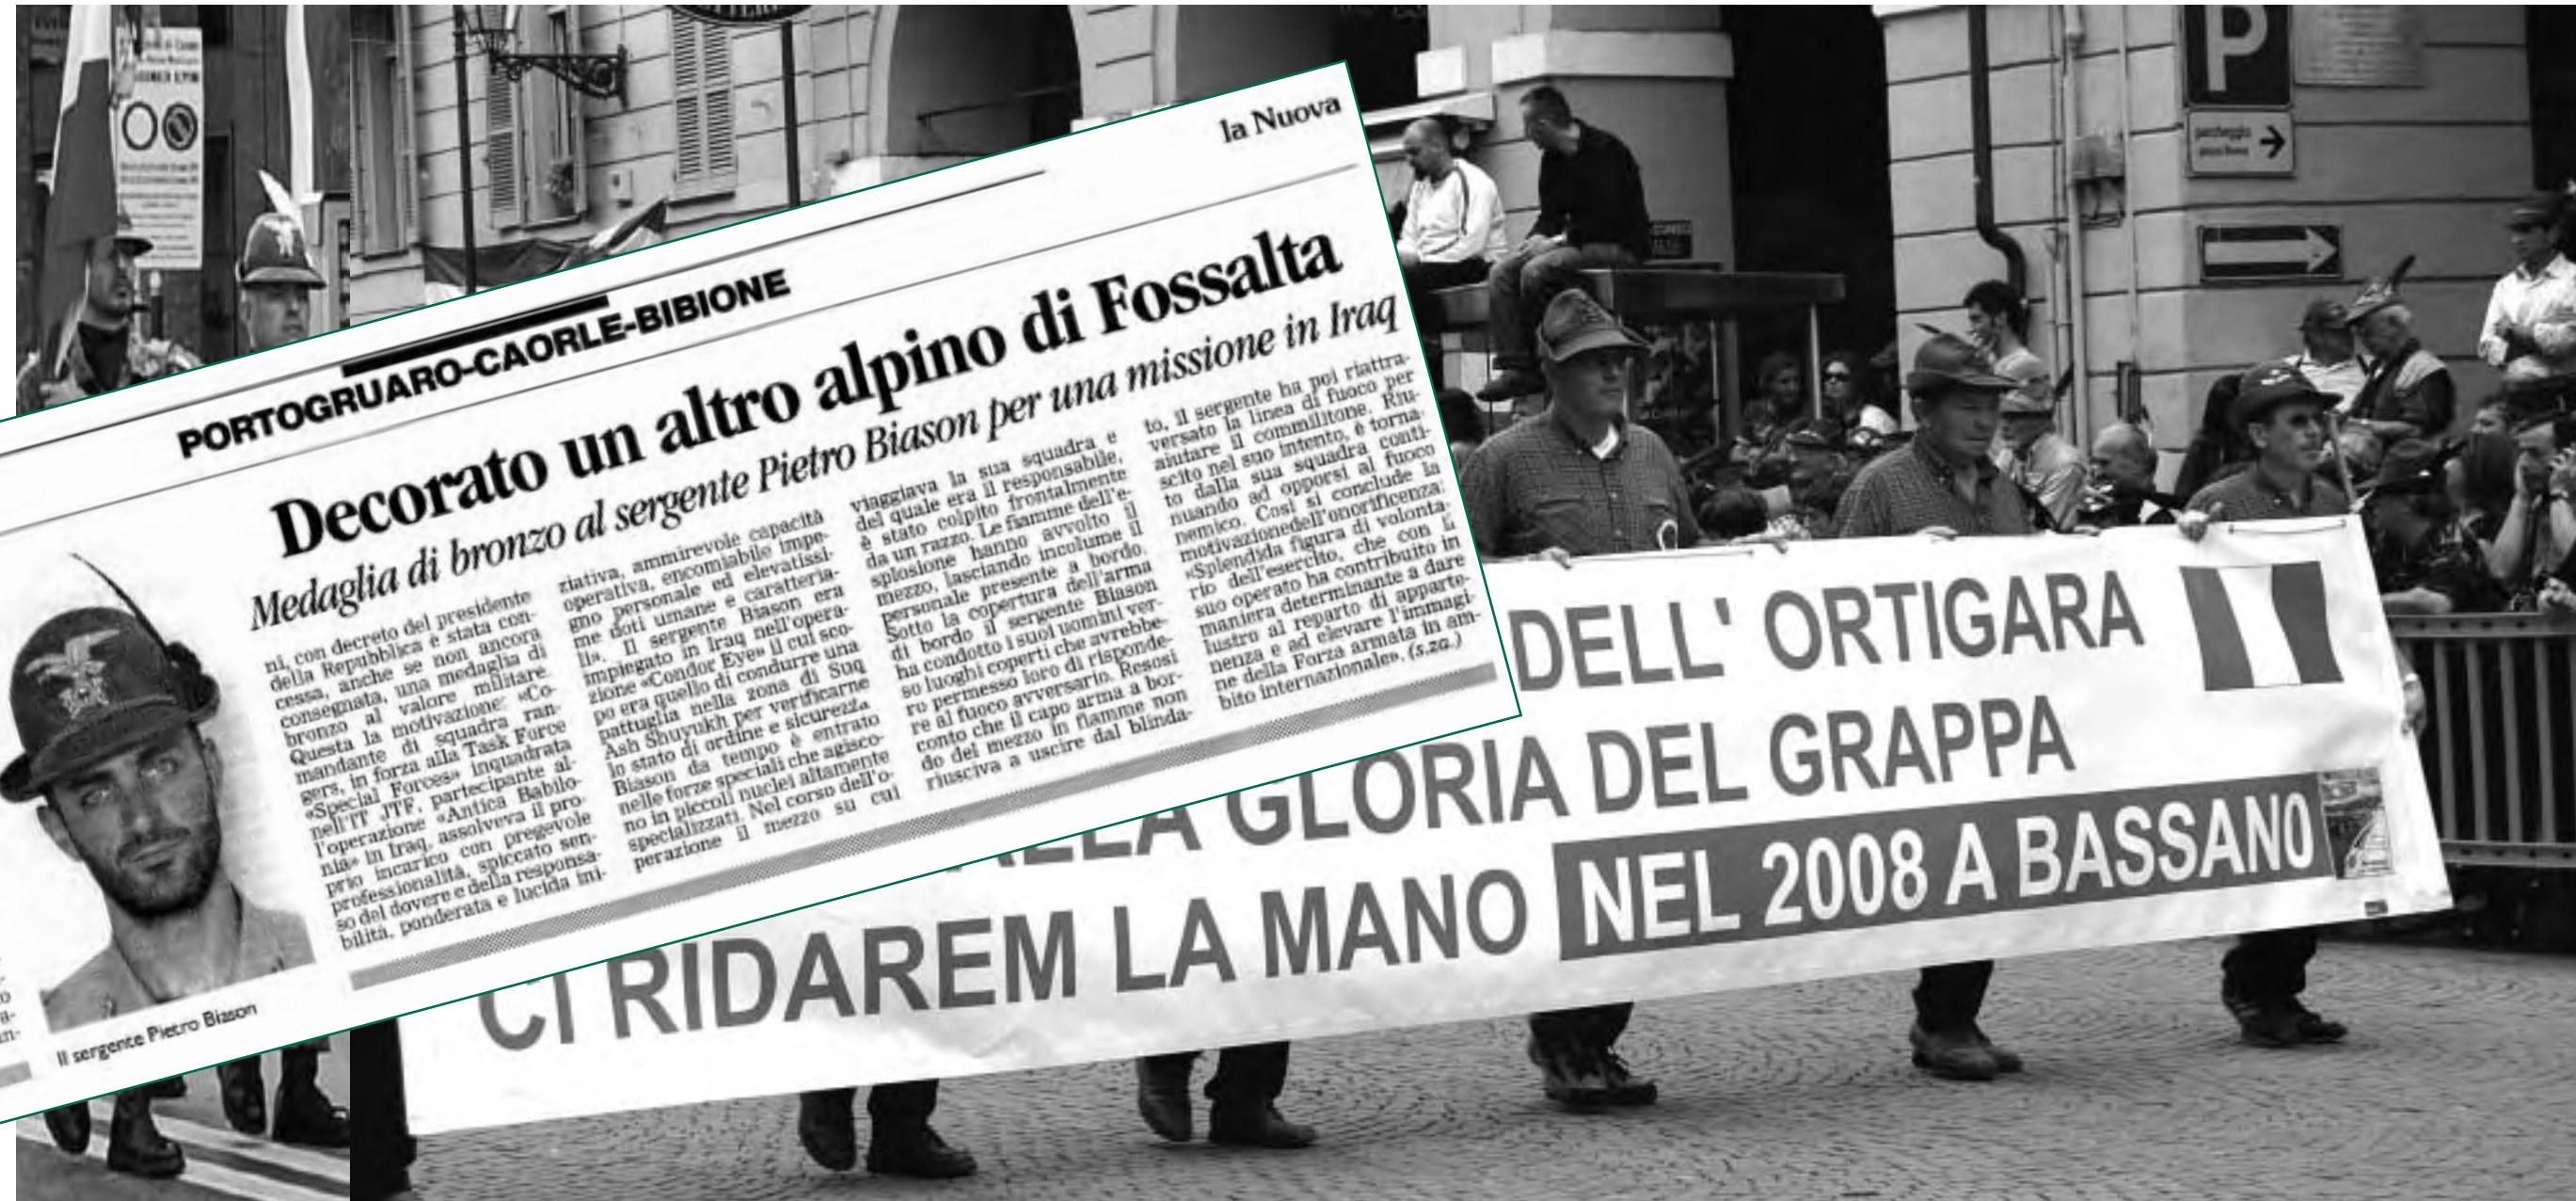 la Nuova
PORTOGRUARO-CAORLE-BIBIONE
Decorato un altro alpino di Fossalta
Medaglia di bronzo al sergente Pietro Biason per una missione in Iraq
ni, con decreto del presidente
della Repubblica è stata con-
cessa, anche se non ancora
consegnata, una medaglia di
bronzo al valore militare.
Questa la motivazione: «Co-
mandante di squadra ran-
gers, in forza alla Task Force
«Special Forces» inquadrata
nell'IT JTF, partecipante al-
l'operazione «Antica Babilo-
nia» in Iraq, assolveva il pro-
prio incarico con pregevole
professionalità, spiccato sen-
so del dovere e della responsa-
bilità, ponderata e lucida ini-
ziativa, ammirevole capacità
operativa, encomiabile impe-
gno personale ed elevatissi-
me doti umane e caratteria-
li». Il sergente Biason era
impiegato in Iraq nell'opera-
zione «Condor Eye» il cui sco-
po era quello di condurre una
pattuglia nella zona di Suq
Ash Shuyukh per verificarne
lo stato di ordine e sicurezza
Biason da tempo è entrato
nelle forze speciali che agisco-
no in piccoli nuclei altamente
specializzati. Nel corso dell'o-
perazione il mezzo su cui
viaggiava la sua squadra e
del quale era il responsabile,
è stato colpito frontalmente
da un razzo. Le fiamme dell'e-
splosione hanno avvolto il
mezzo, lasciando incolume il
personale presente a bordo.
Sotto la copertura dell'arma
di bordo il sergente Biason
ha condotto i suoi uomini ver-
so luoghi coperti che avrebbe-
ro permesso loro di risponde-
re al fuoco avversario. Resosi
conto che il capo arma a bor-
do del mezzo in fiamme non
riusciva a uscire dal blinda-
to, il sergente ha poi riattra-
versato la linea di fuoco per
aiutare il commilitone. Riu-
scito nel suo intento, è torna-
to dalla sua squadra conti-
nuando ad opporsi al fuoco
nemico. Così si conclude la
motivazionedell'onorificenza:
«Splendida figura di volonta-
rio dell'esercito, che con il
suo operato ha contribuito in
maniera determinante a dare
lustro al reparto di apparte-
nenza e ad elevare l'immagi-
ne della Forza armata in am-
bito internazionale». (s.za.)
Il sergente Pietro Biason
P
DELL' ORTIGARA
ALLA GLORIA DEL GRAPPA
CI RIDAREM LA MANO NEL 2008 A BASSANO